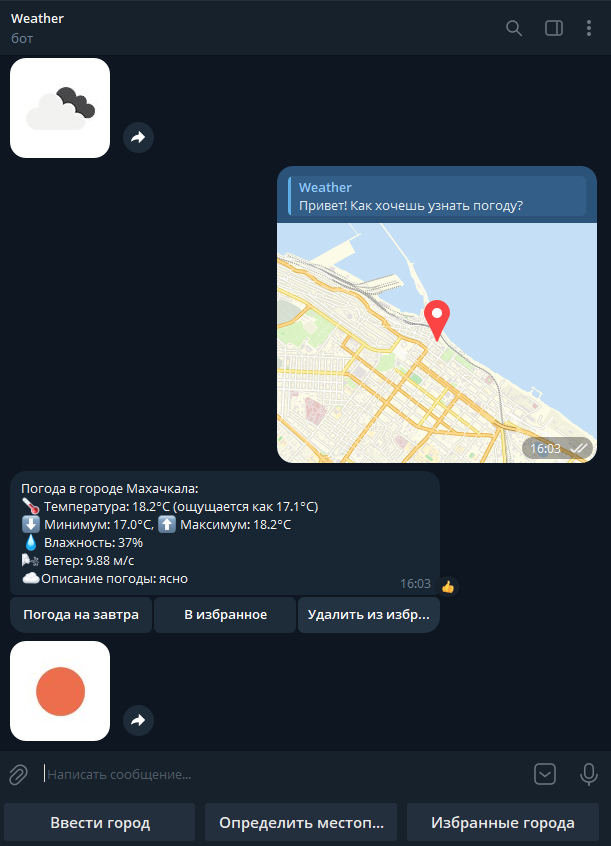 Weather
бот
Weather
Привет! Как хочешь узнать погоду?
16:03
Погода в городе Махачкала:
🌡️ Температура: 18.2°C (ощущается как 17.1°C)
⬇️ Минимум: 17.0°C, ⬆️ Максимум: 18.2°C
💧 Влажность: 37%
🌬️ Ветер: 9.88 м/с
☁️Описание погоды: ясно
16:03
Погода на завтра
В избранное
Удалить из избр...
Написать сообщение...
Ввести город
Определить местоп...
Избранные города